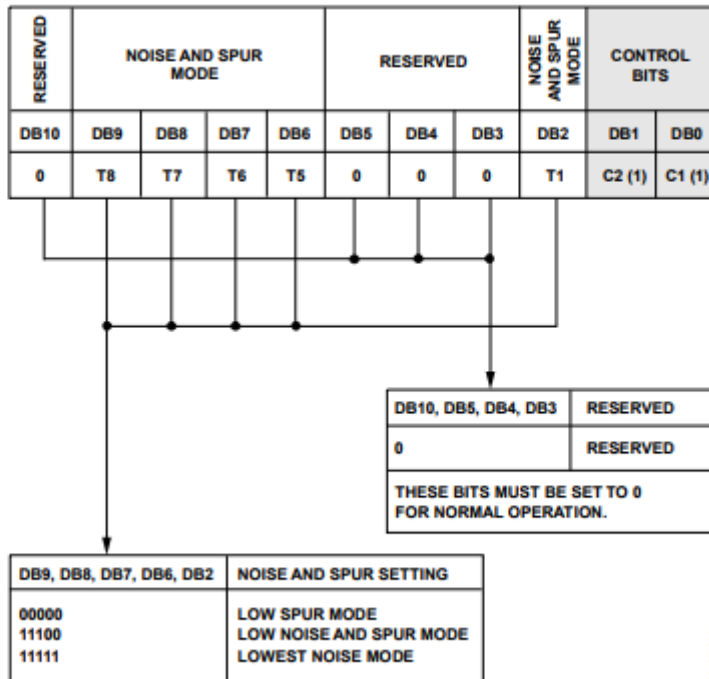 RESERVED
NOISE AND SPUR
MODE
RESERVED
NOISE
AND SPUR
MODE
CONTROL
BITS
DB10 DB9 DB8 DB7 DB6 DB5 DB4 DB3 DB2 DB1 DB0
0 T8 T7 T6 T5 0 0 0 T1 C2 (1) C1 (1)
DB10, DB5, DB4, DB3 RESERVED
0 RESERVED
THESE BITS MUST BE SET TO 0
FOR NORMAL OPERATION.
DB9, DB8, DB7, DB6, DB2 NOISE AND SPUR SETTING
00000 LOW SPUR MODE
11100 LOW NOISE AND SPUR MODE
11111 LOWEST NOISE MODE